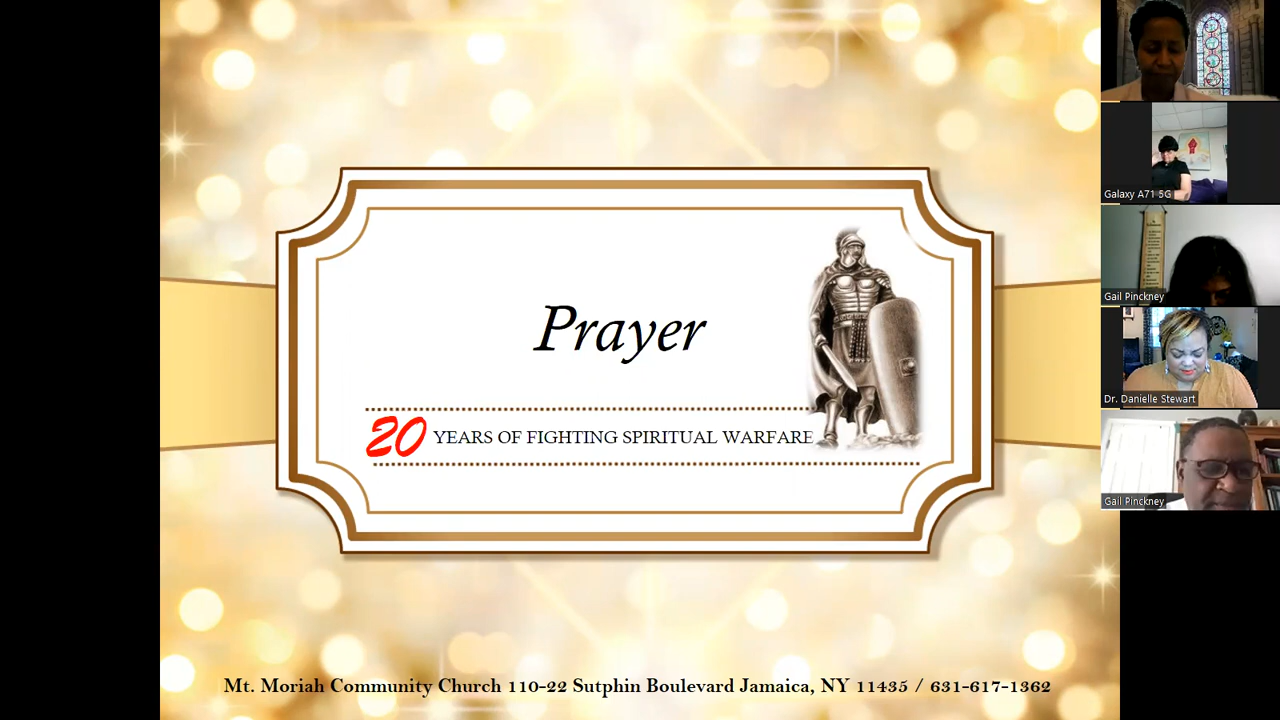 Prayer
20 YEARS OF FIGHTING SPIRITUAL WARFARE
Mt. Moriah Community Church 110-22 Sutphin Boulevard Jamaica, NY 11435 / 631-617-1362
Galaxy A71 5G
Gail Pinckney
Dr. Danielle Stewart
Gail Pinckney